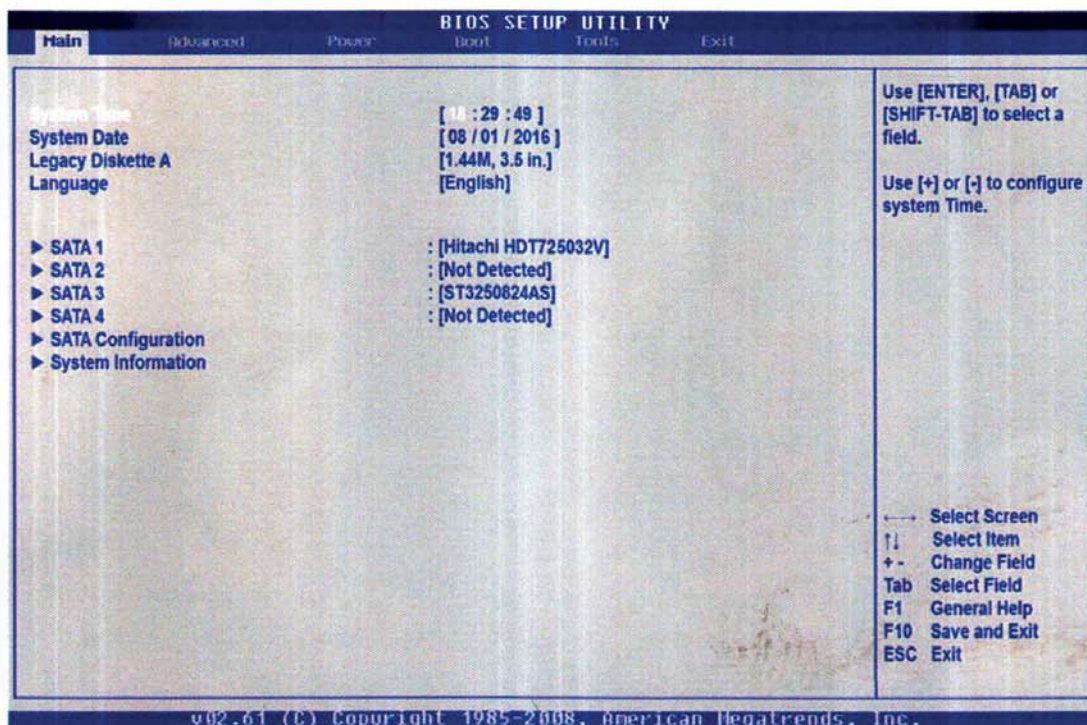 BIOS SETUP UTILITY
Main Advanced Power Boot Tools Exit
System Time [ 18 : 29 : 49 ]
System Date [ 08 / 01 / 2016 ]
Legacy Diskette A [1.44M, 3.5 in.]
Language [English]
▶ SATA 1 : [Hitachi HDT725032V]
▶ SATA 2 : [Not Detected]
▶ SATA 3 : [ST3250824AS]
▶ SATA 4 : [Not Detected]
▶ SATA Configuration
▶ System Information
Use [ENTER], [TAB] or
[SHIFT-TAB] to select a
field.
Use [+] or [-] to configure
system Time.
←→ Select Screen
↑↓ Select Item
+ - Change Field
Tab Select Field
F1 General Help
F10 Save and Exit
ESC Exit
v02.61 (C) Copyright 1985-2008, American Megatrends, Inc.